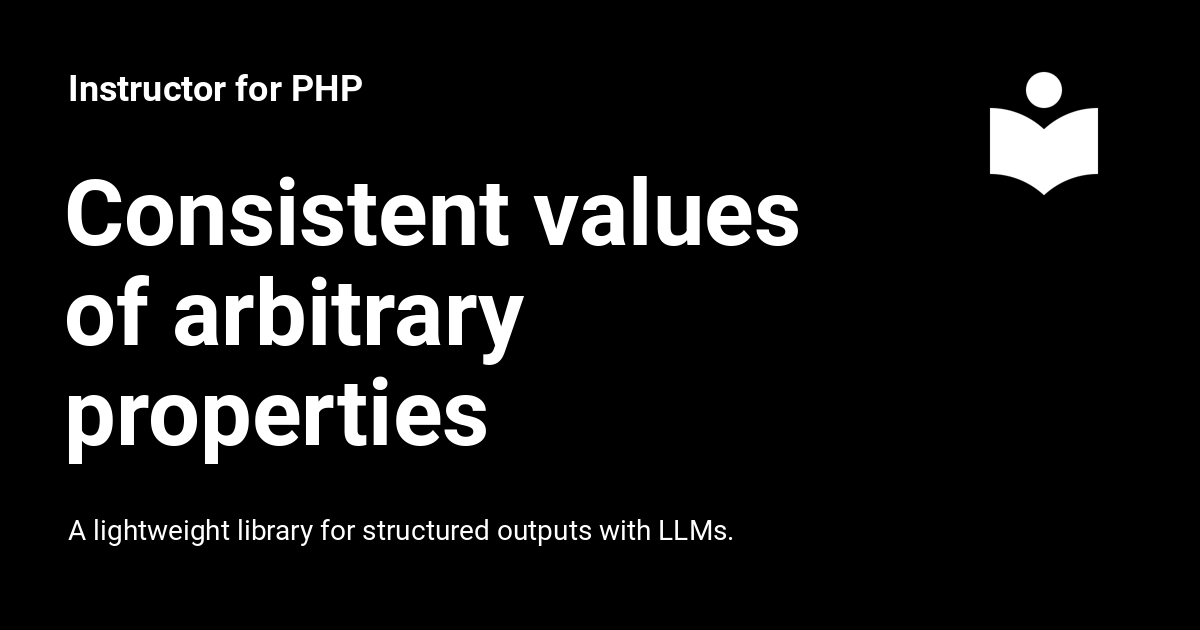 Instructor for PHP
Consistent values
of arbitrary
properties
A lightweight library for structured outputs with LLMs.